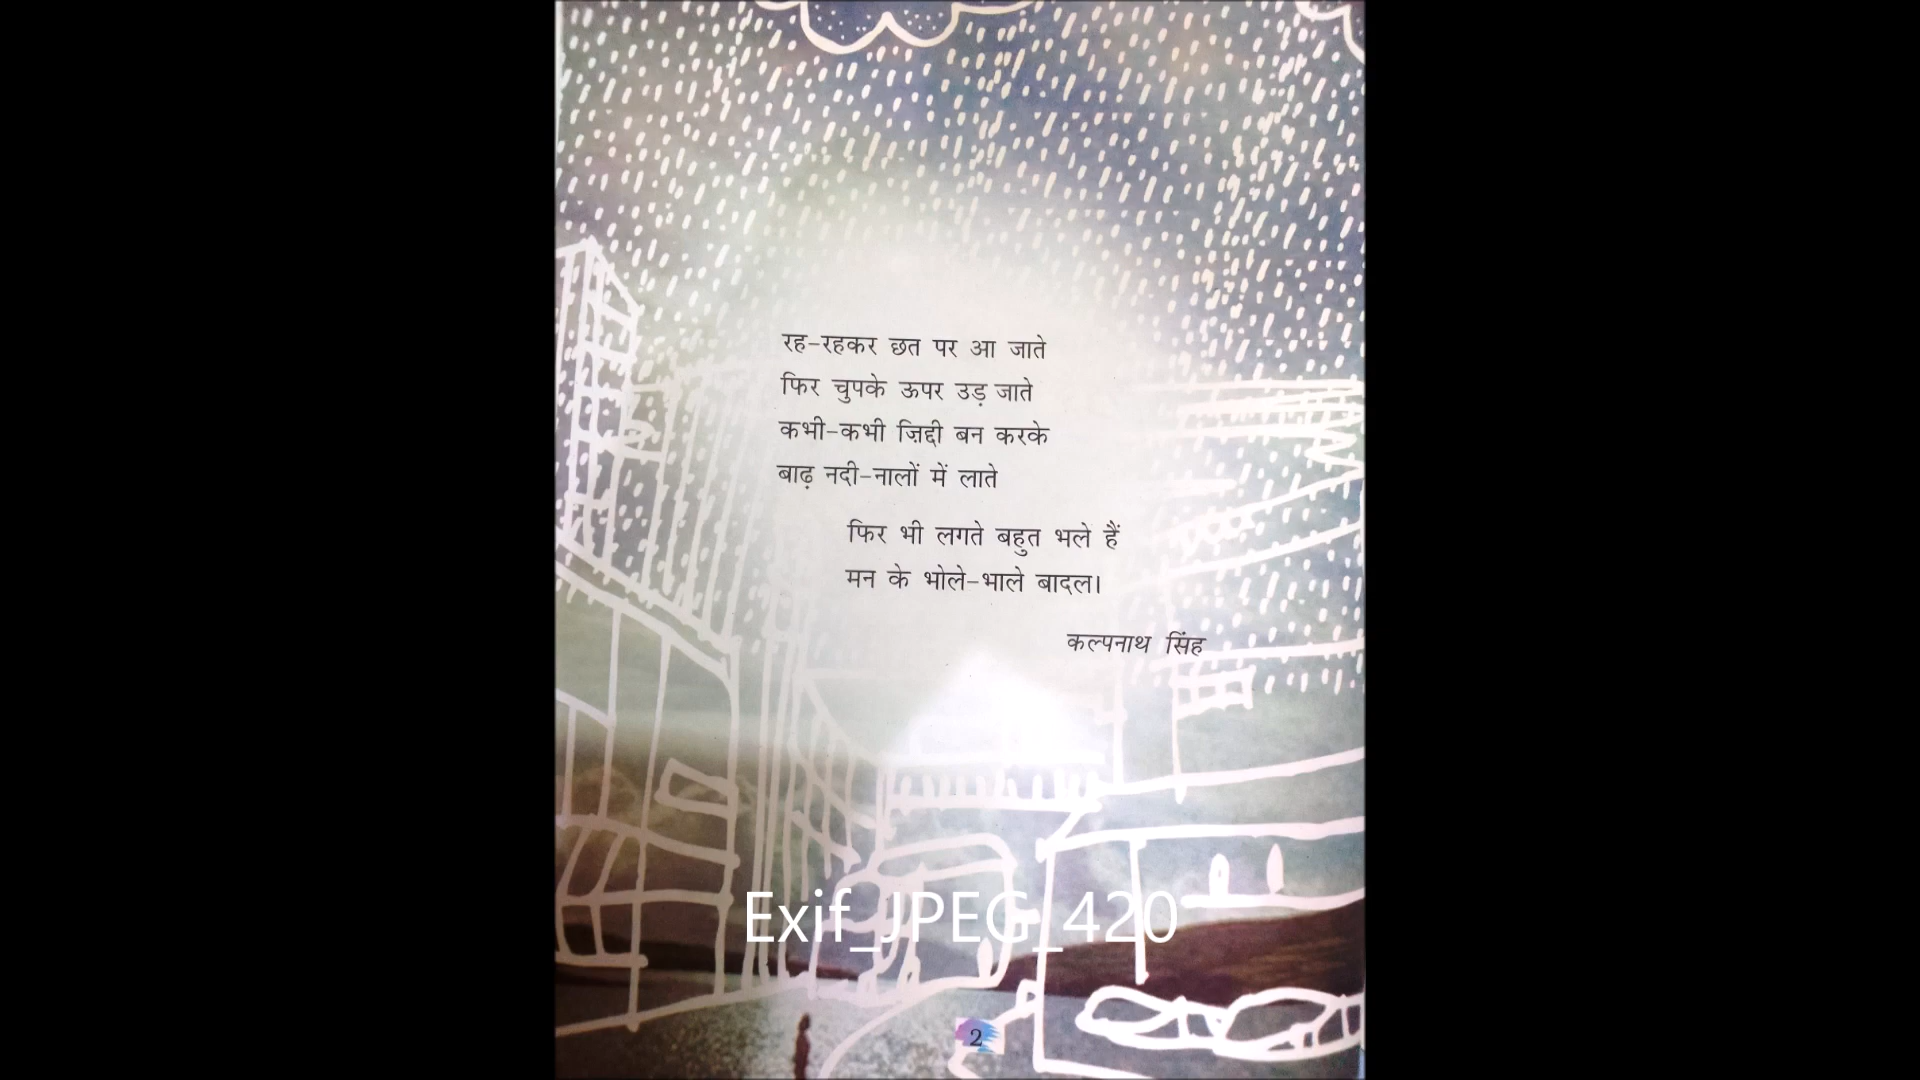 रह-रहकर छत पर आ जाते
फिर चुपके ऊपर उड़ जाते
कभी-कभी ज़िद्दी बन करके
बाढ़ नदी-नालों में लाते
फिर भी लगते बहुत भले हैं
मन के भोले-भाले बादल।
कल्पनाथ सिंह
Exif_JPEG_420
2